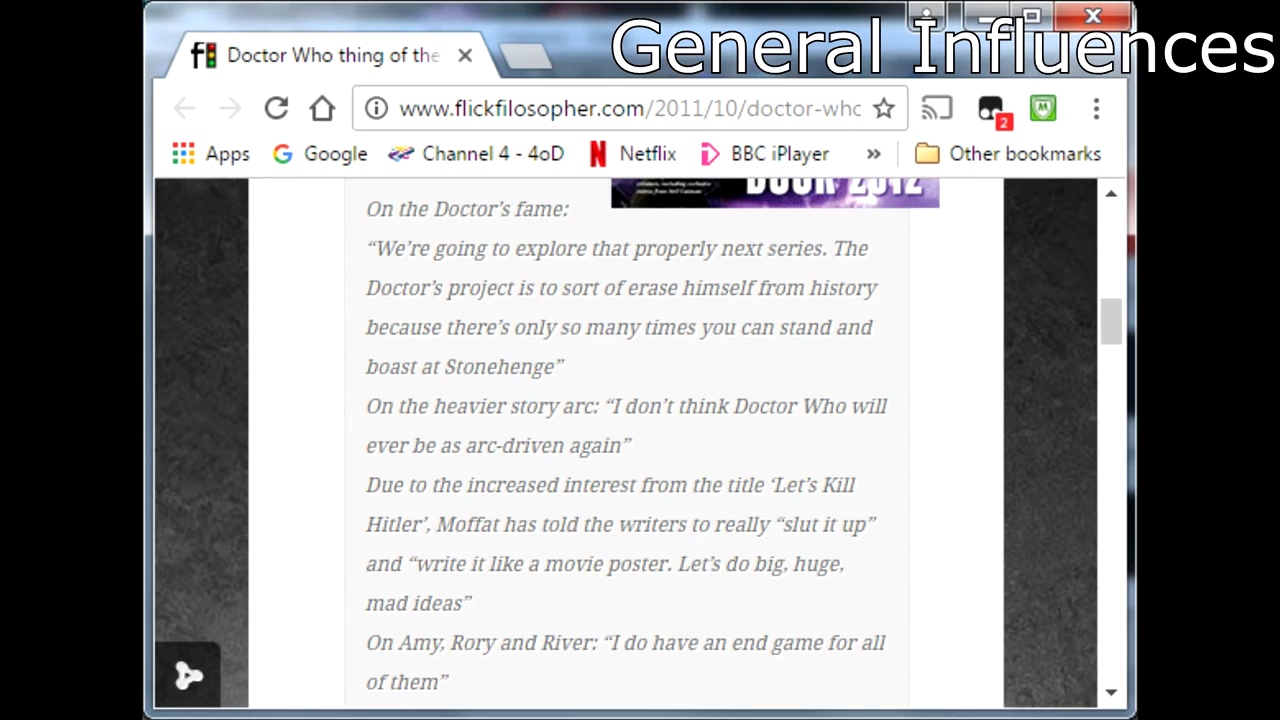 General Influences
Doctor Who thing of the
www.flickfilosopher.com/2011/10/doctor-who
2
Apps Google Channel 4 - 4oD Netflix BBC iPlayer » Other bookmarks
BOOK 2012
On the Doctor’s fame:
“We’re going to explore that properly next series. The
Doctor’s project is to sort of erase himself from history
because there’s only so many times you can stand and
boast at Stonehenge”
On the heavier story arc: “I don’t think Doctor Who will
ever be as arc-driven again”
Due to the increased interest from the title ‘Let’s Kill
Hitler’, Moffat has told the writers to really “slut it up”
and “write it like a movie poster. Let’s do big, huge,
mad ideas”
On Amy, Rory and River: “I do have an end game for all
of them”